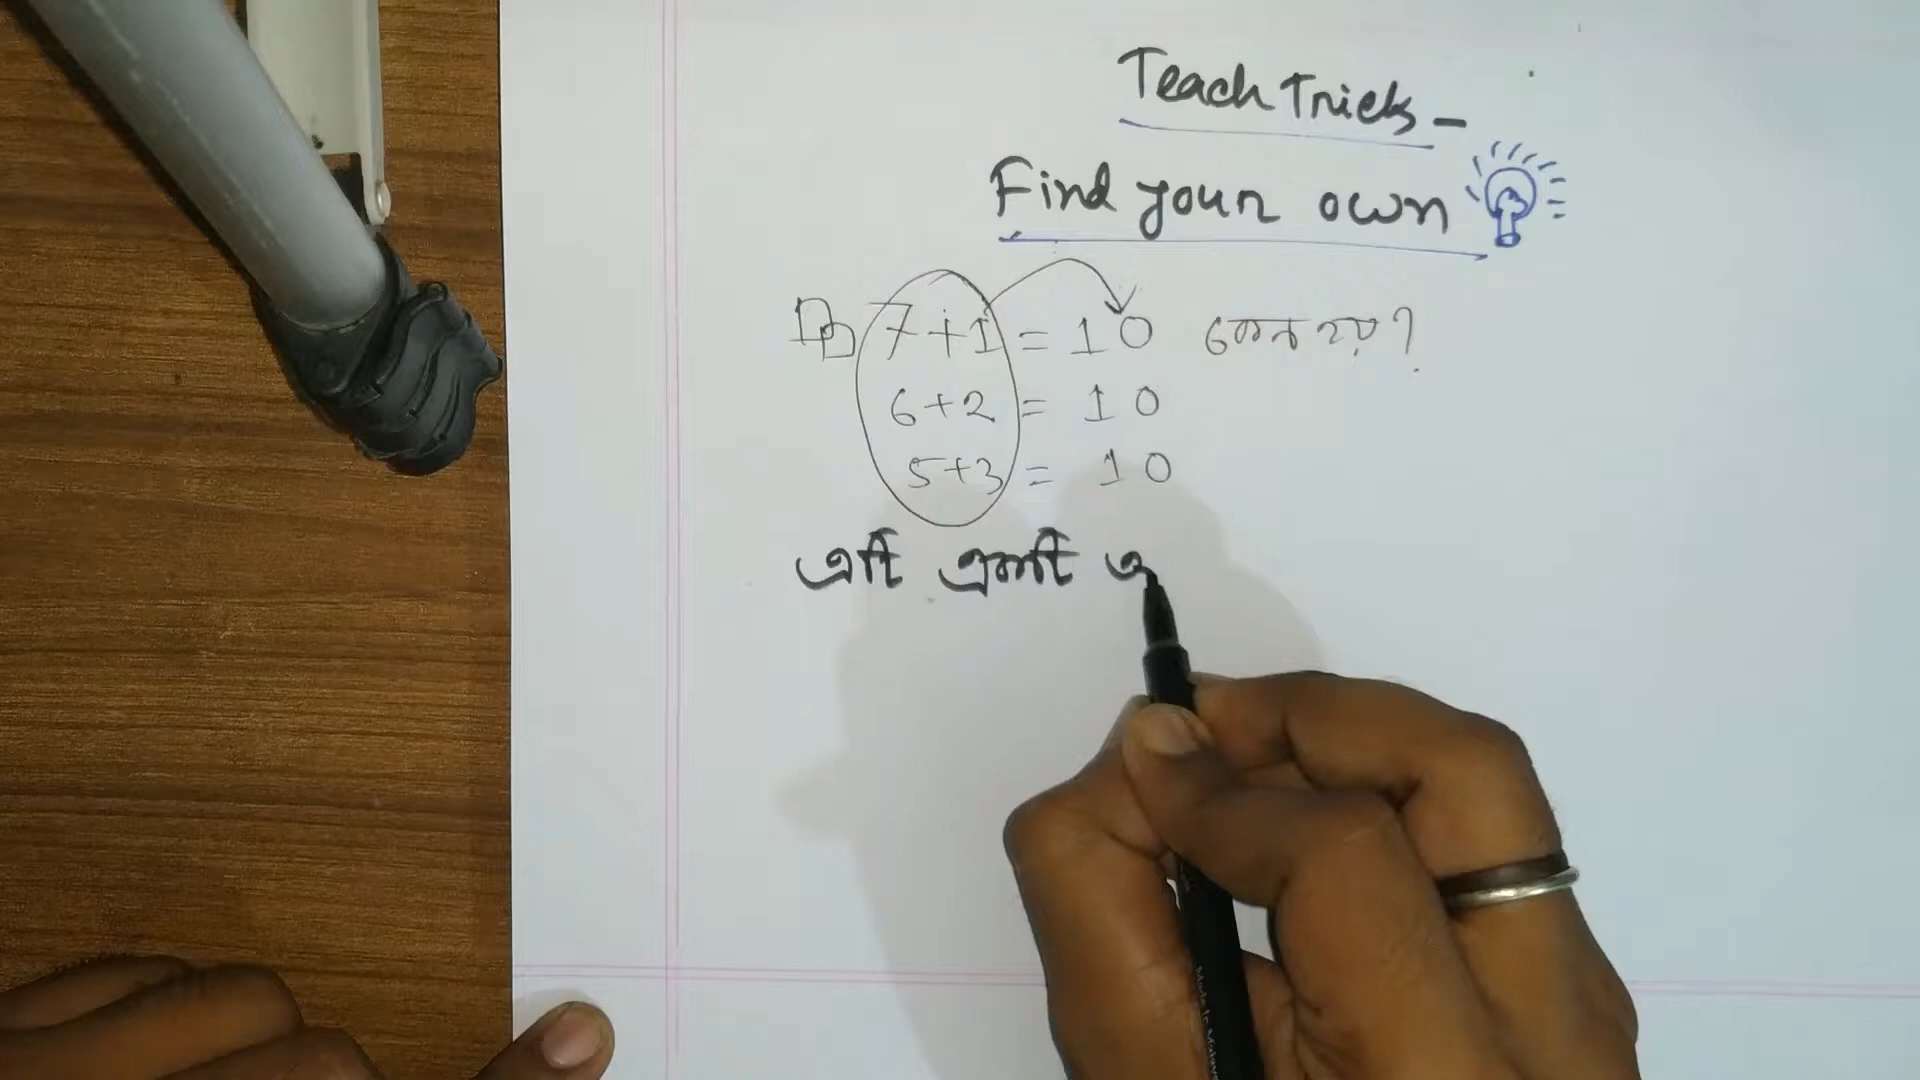 Teach Tricks -
Find your own
7+1 = 10 কেন হয়?
6+2 = 10
5+3 = 10
এটি একটি অ